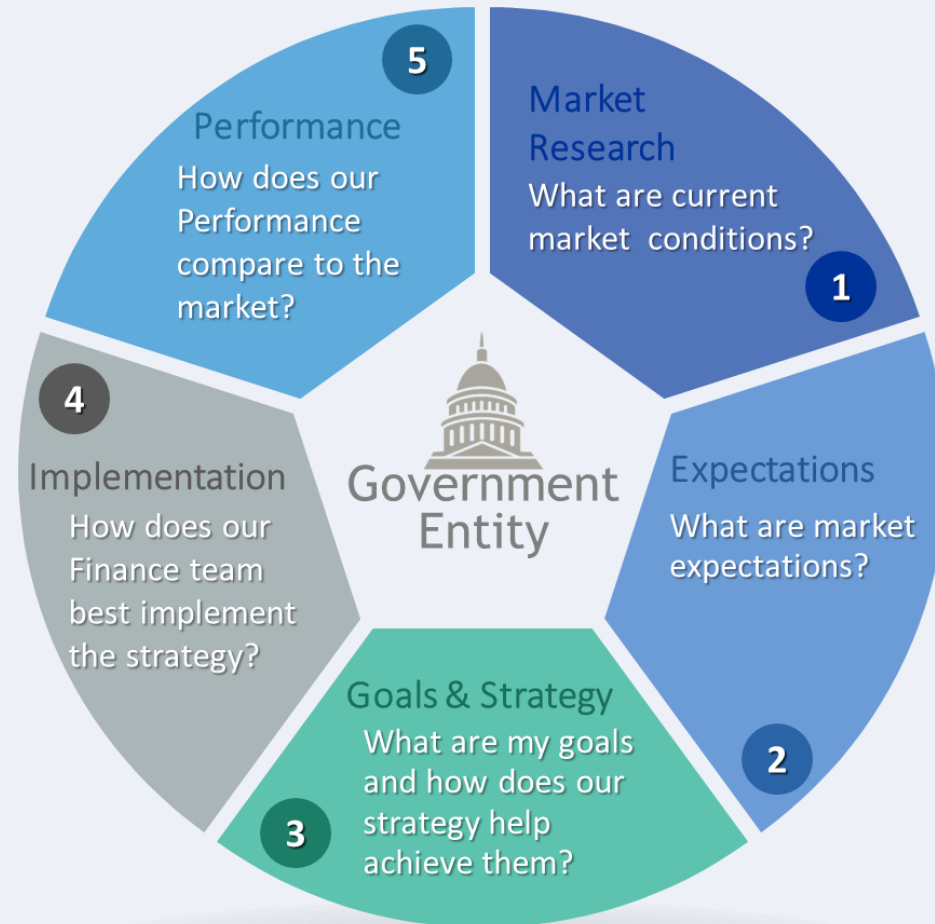 1
Market
Research
What are current
market conditions?
2
Expectations
What are market
expectations?
3
Goals & Strategy
What are my goals
and how does our
strategy help
achieve them?
4
Implementation
How does our
Finance team
best implement
the strategy?
5
Performance
How does our
Performance
compare to the
market?
Government
Entity